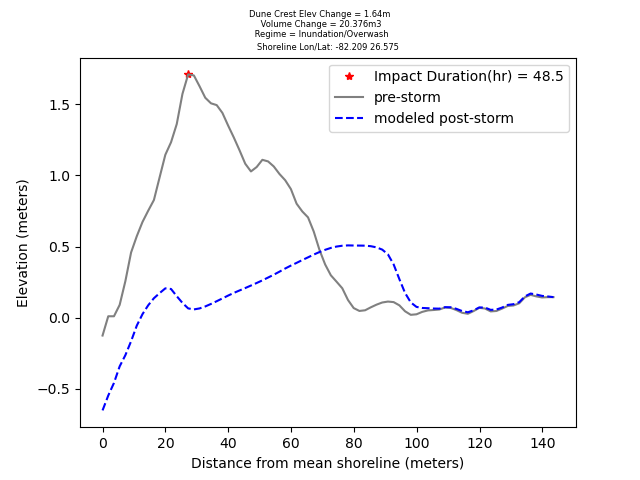 Dune Crest Elev Change = 1.64m
Volume Change = 20.376m3
Regime = Inundation/Overwash
Shoreline Lon/Lat: -82.209 26.575
Impact Duration(hr) = 48.5
pre-storm
modeled post-storm
Elevation (meters)
1.5
1.0
0.5
0.0
−0.5
0 20 40 60 80 100 120 140
Distance from mean shoreline (meters)